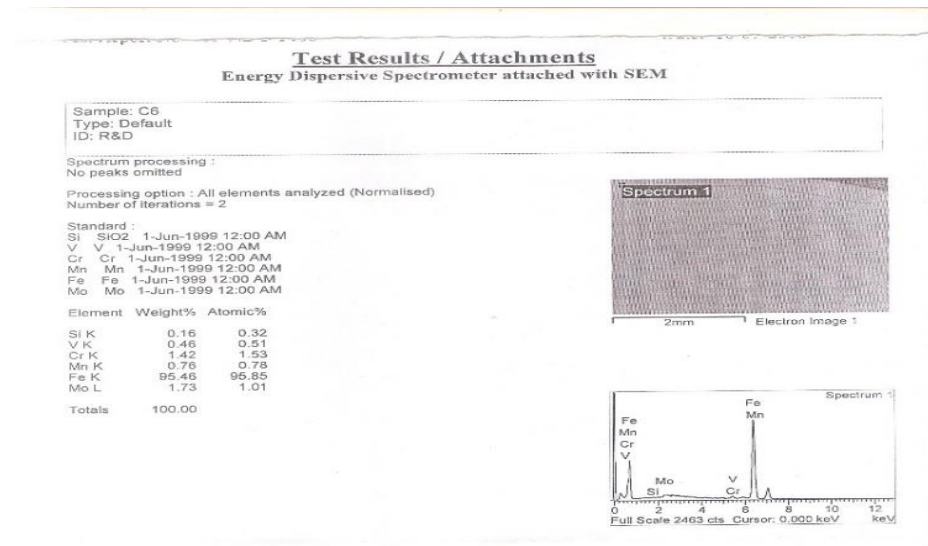 Test Results / Attachments
Energy Dispersive Spectrometer attached with SEM
Sample: C6
Type: Default
ID: R&D
Spectrum processing :
No peaks omitted
Processing option : All elements analyzed (Normalised)
Number of iterations = 2
Standard :
Si SiO2 1-Jun-1999 12:00 AM
V V 1-Jun-1999 12:00 AM
Cr Cr 1-Jun-1999 12:00 AM
Mn Mn 1-Jun-1999 12:00 AM
Fe Fe 1-Jun-1999 12:00 AM
Mo Mo 1-Jun-1999 12:00 AM
Element Weight% Atomic%
Si K 0.16 0.32
V K 0.46 0.51
Cr K 1.42 1.53
Mn K 0.76 0.78
Fe K 95.46 95.85
Mo L 1.73 1.01
Totals 100.00
Spectrum 1
2mm Electron Image 1
Spectrum 1
Fe
Mn
Fe
Mn
Cr
V
Mo
Si
V
Cr
0 2 4 6 8 10 12
Full Scale 2463 cts Cursor: 0.000 keV keV